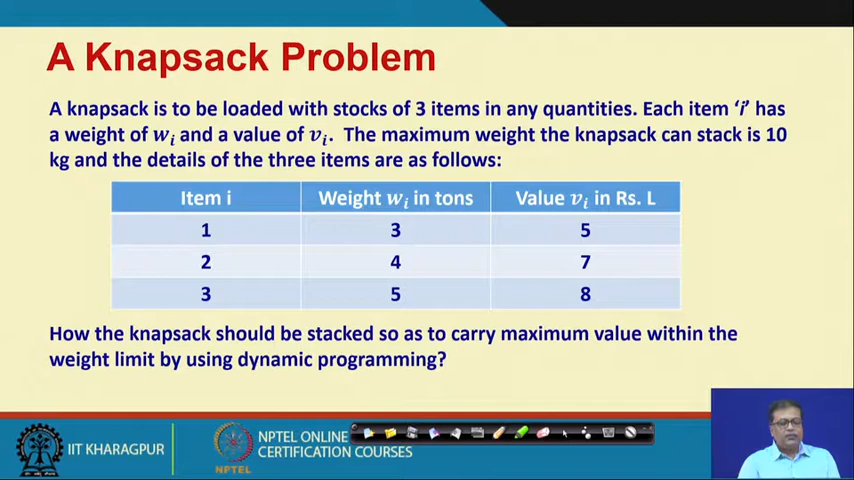 A Knapsack Problem
A knapsack is to be loaded with stocks of 3 items in any quantities. Each item ‘i’ has
a weight of wᵢ and a value of vᵢ. The maximum weight the knapsack can stack is 10
kg and the details of the three items are as follows:
Item i Weight wᵢ in tons Value vᵢ in Rs. L
1 3 5
2 4 7
3 5 8
How the knapsack should be stacked so as to carry maximum value within the
weight limit by using dynamic programming?
IIT KHARAGPUR
NPTEL
NPTEL ONLINE
CERTIFICATION COURSES